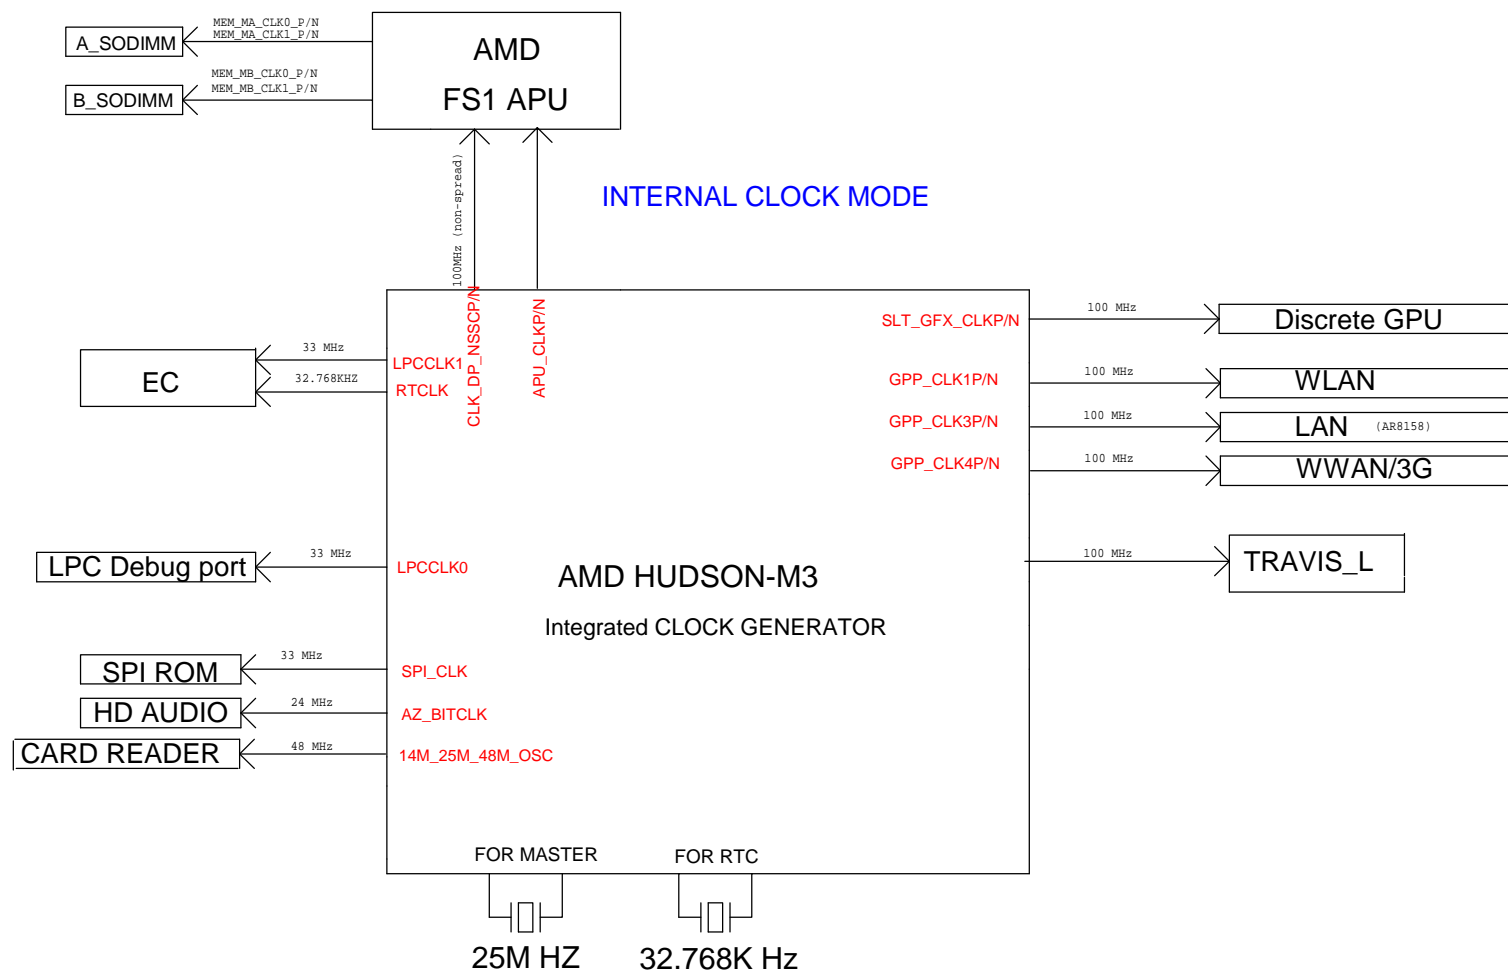 MEM_MA_CLK0_P/N
MEM_MA_CLK1_P/N
A_SODIMM
AMD
FS1 APU
MEM_MB_CLK0_P/N
MEM_MB_CLK1_P/N
B_SODIMM
100MHz (non-spread)
INTERNAL CLOCK MODE
CLK_DP_NSSCP/N
APU_CLKP/N
SLT_GFX_CLKP/N
100 MHz
Discrete GPU
33 MHz
LPCCLK1
EC
32.768KHZ
RTCLK
GPP_CLK1P/N
100 MHz
WLAN
GPP_CLK3P/N
100 MHz
LAN (AR8158)
GPP_CLK4P/N
100 MHz
WWAN/3G
LPC Debug port
33 MHz
LPCCLK0
100 MHz
TRAVIS_L
AMD HUDSON-M3
Integrated CLOCK GENERATOR
SPI ROM
33 MHz
SPI_CLK
HD AUDIO
24 MHz
AZ_BITCLK
CARD READER
48 MHz
14M_25M_48M_OSC
FOR MASTER
FOR RTC
25M HZ
32.768K Hz